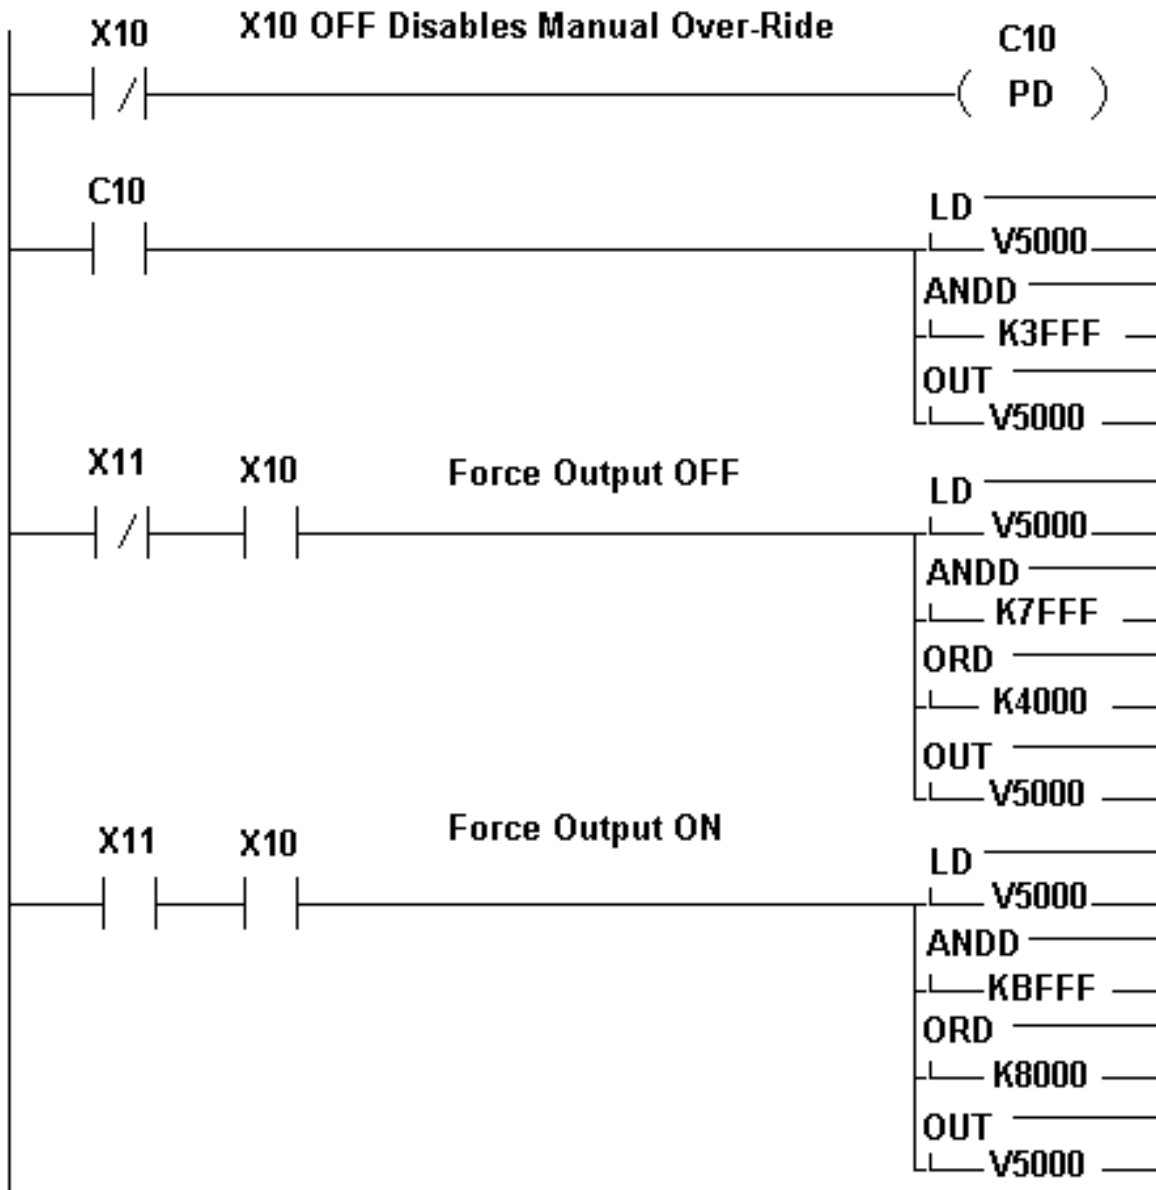 X10 X10 OFF Disables Manual Over-Ride C10
PD
C10
LD
V5000
ANDD
K3FFF
OUT
V5000
X11 X10 Force Output OFF
LD
V5000
ANDD
K7FFF
ORD
K4000
OUT
V5000
X11 X10 Force Output ON
LD
V5000
ANDD
KBFFF
ORD
K8000
OUT
V5000